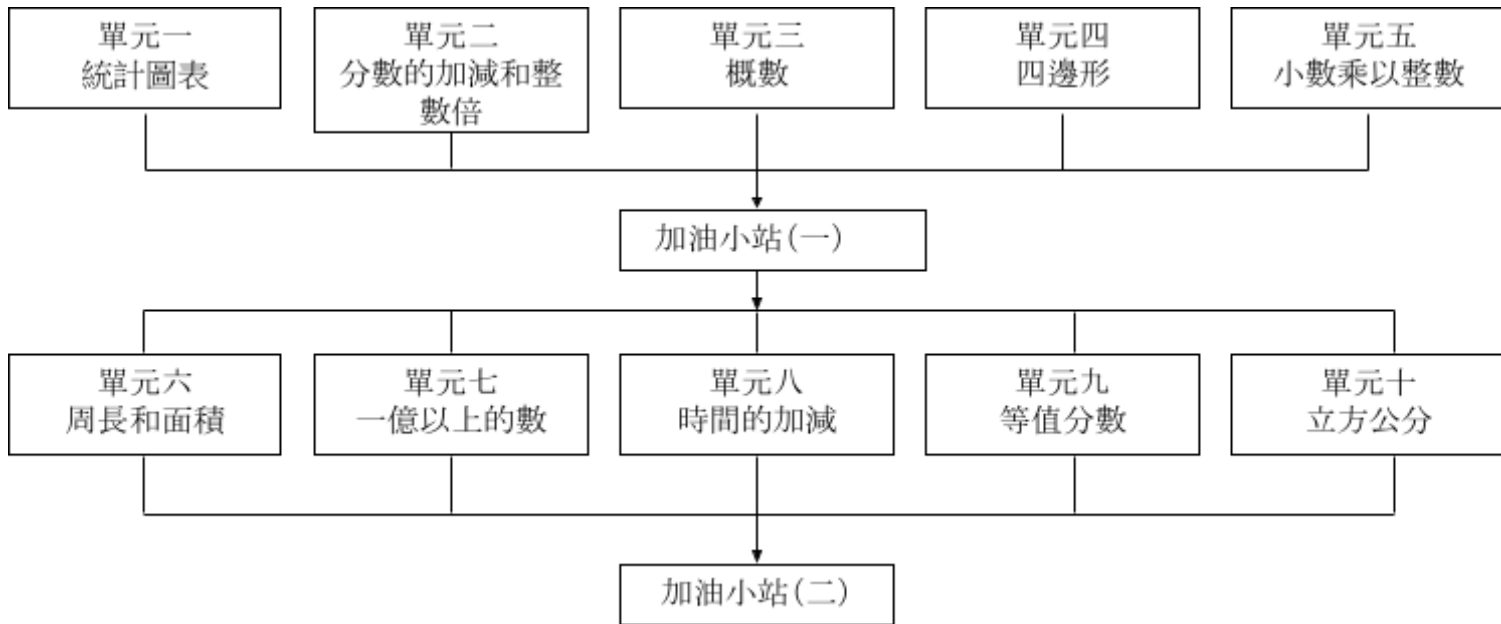 單元一
統計圖表
單元二
分數的加減和整
數倍
單元三
概數
單元四
四邊形
單元五
小數乘以整數
加油小站(一)
單元六
周長和面積
單元七
一億以上的數
單元八
時間的加減
單元九
等值分數
單元十
立方公分
加油小站(二)